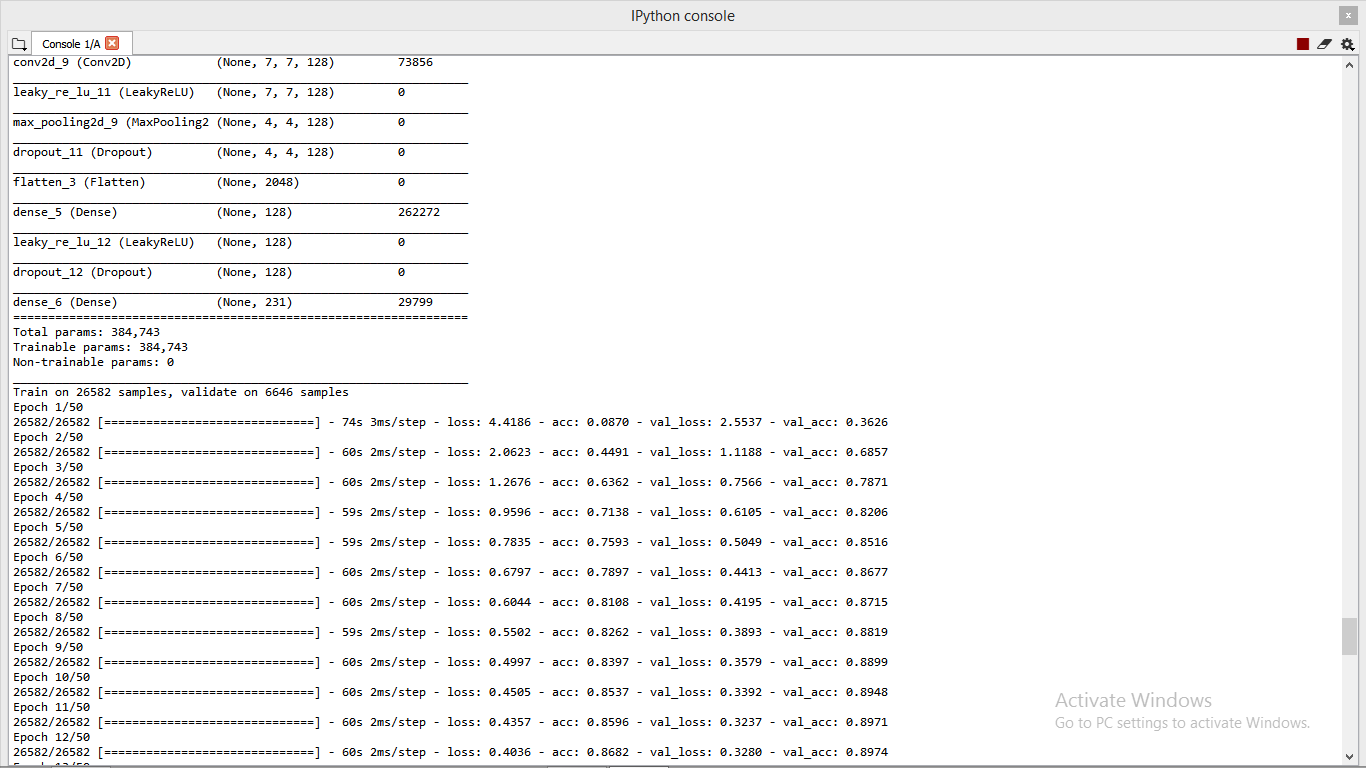 IPython console
Console 1/A
conv2d_9 (Conv2D) (None, 7, 7, 128) 73856
leaky_re_lu_11 (LeakyReLU) (None, 7, 7, 128) 0
max_pooling2d_9 (MaxPooling2 (None, 4, 4, 128) 0
dropout_11 (Dropout) (None, 4, 4, 128) 0
flatten_3 (Flatten) (None, 2048) 0
dense_5 (Dense) (None, 128) 262272
leaky_re_lu_12 (LeakyReLU) (None, 128) 0
dropout_12 (Dropout) (None, 128) 0
dense_6 (Dense) (None, 231) 29799
=================================================================
Total params: 384,743
Trainable params: 384,743
Non-trainable params: 0
Train on 26582 samples, validate on 6646 samples
Epoch 1/50
26582/26582 [==============================] - 74s 3ms/step - loss: 4.4186 - acc: 0.0870 - val_loss: 2.5537 - val_acc: 0.3626
Epoch 2/50
26582/26582 [==============================] - 60s 2ms/step - loss: 2.0623 - acc: 0.4491 - val_loss: 1.1188 - val_acc: 0.6857
Epoch 3/50
26582/26582 [==============================] - 60s 2ms/step - loss: 1.2676 - acc: 0.6362 - val_loss: 0.7566 - val_acc: 0.7871
Epoch 4/50
26582/26582 [==============================] - 59s 2ms/step - loss: 0.9596 - acc: 0.7138 - val_loss: 0.6105 - val_acc: 0.8206
Epoch 5/50
26582/26582 [==============================] - 59s 2ms/step - loss: 0.7835 - acc: 0.7593 - val_loss: 0.5049 - val_acc: 0.8516
Epoch 6/50
26582/26582 [==============================] - 60s 2ms/step - loss: 0.6797 - acc: 0.7897 - val_loss: 0.4413 - val_acc: 0.8677
Epoch 7/50
26582/26582 [==============================] - 60s 2ms/step - loss: 0.6044 - acc: 0.8108 - val_loss: 0.4195 - val_acc: 0.8715
Epoch 8/50
26582/26582 [==============================] - 59s 2ms/step - loss: 0.5502 - acc: 0.8262 - val_loss: 0.3893 - val_acc: 0.8819
Epoch 9/50
26582/26582 [==============================] - 60s 2ms/step - loss: 0.4997 - acc: 0.8397 - val_loss: 0.3579 - val_acc: 0.8899
Epoch 10/50
26582/26582 [==============================] - 60s 2ms/step - loss: 0.4505 - acc: 0.8537 - val_loss: 0.3392 - val_acc: 0.8948
Epoch 11/50
26582/26582 [==============================] - 60s 2ms/step - loss: 0.4357 - acc: 0.8596 - val_loss: 0.3237 - val_acc: 0.8971
Epoch 12/50
26582/26582 [==============================] - 60s 2ms/step - loss: 0.4036 - acc: 0.8682 - val_loss: 0.3280 - val_acc: 0.8974
Activate Windows
Go to PC settings to activate Windows.